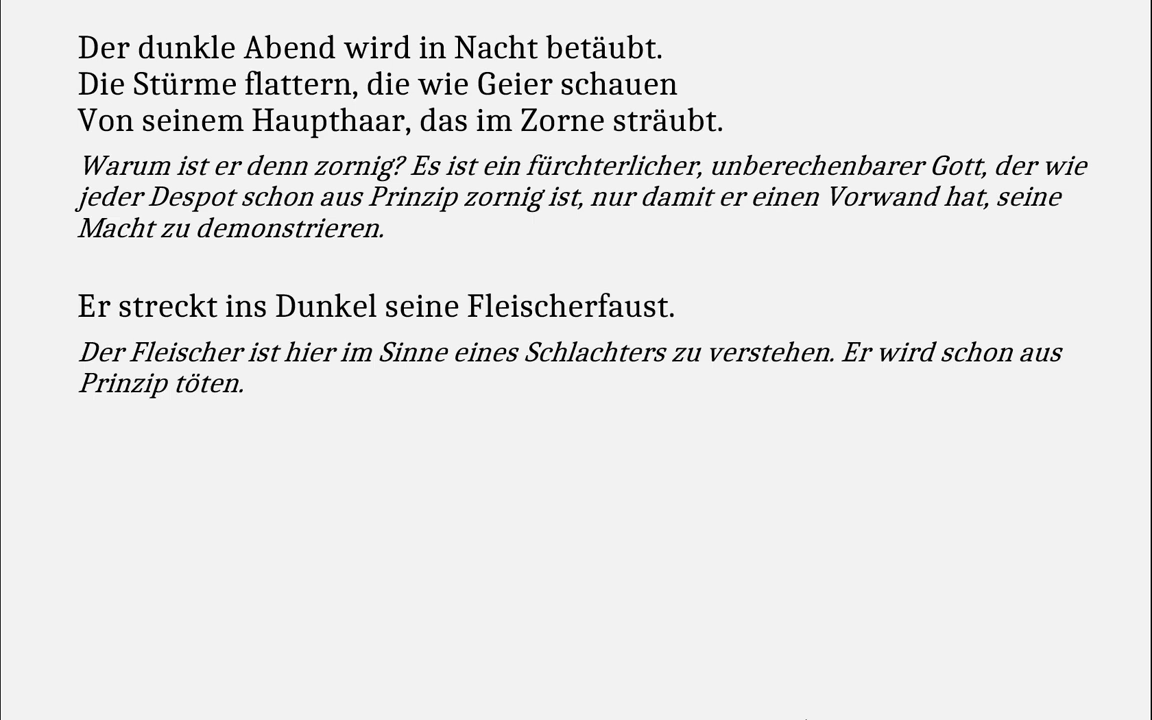 Der dunkle Abend wird in Nacht betäubt.
Die Stürme flattern, die wie Geier schauen
Von seinem Haupthaar, das im Zorne sträubt.
Warum ist er denn zornig? Es ist ein fürchterlicher, unberechenbarer Gott, der wie
jeder Despot schon aus Prinzip zornig ist, nur damit er einen Vorwand hat, seine
Macht zu demonstrieren.
Er streckt ins Dunkel seine Fleischerfaust.
Der Fleischer ist hier im Sinne eines Schlachters zu verstehen. Er wird schon aus
Prinzip töten.